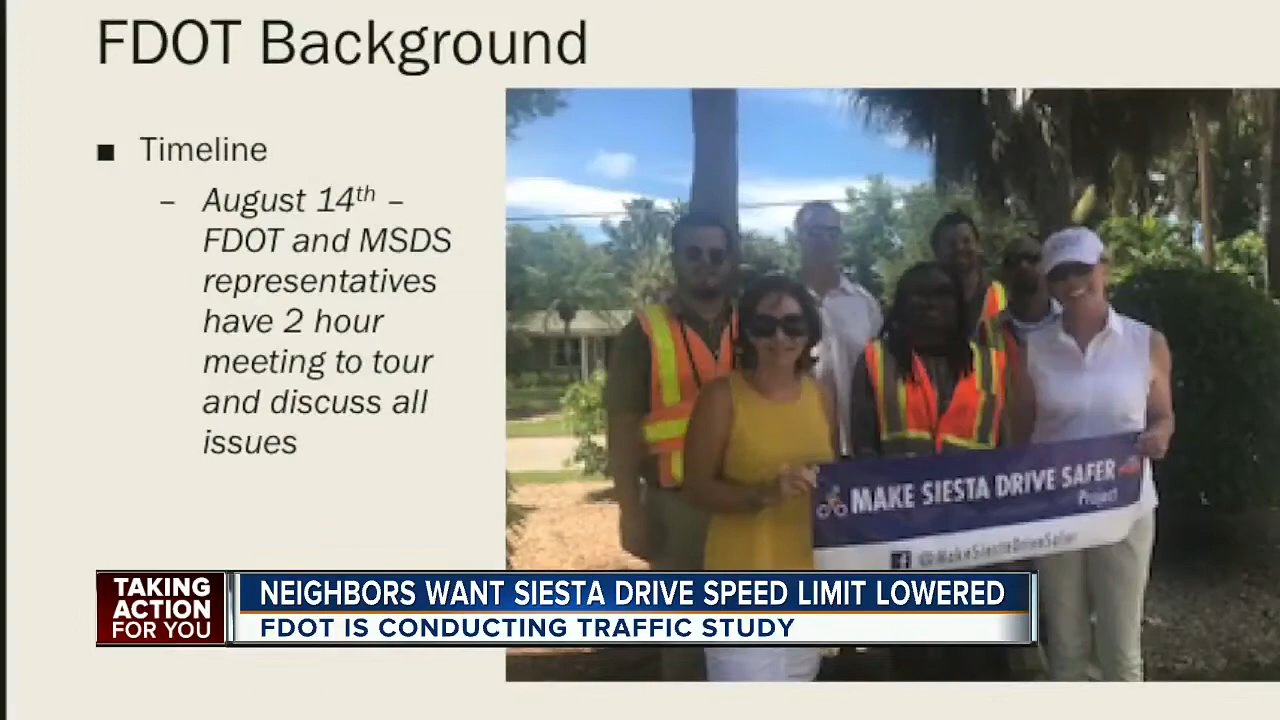 FDOT Background
■ Timeline
– August 14th –
FDOT and MSDS
representatives
have 2 hour
meeting to tour
and discuss all
issues
MAKE SIESTA DRIVE SAFER
Project
@MakeSiestaDriveSafer
TAKING
ACTION
FOR YOU
NEIGHBORS WANT SIESTA DRIVE SPEED LIMIT LOWERED
FDOT IS CONDUCTING TRAFFIC STUDY